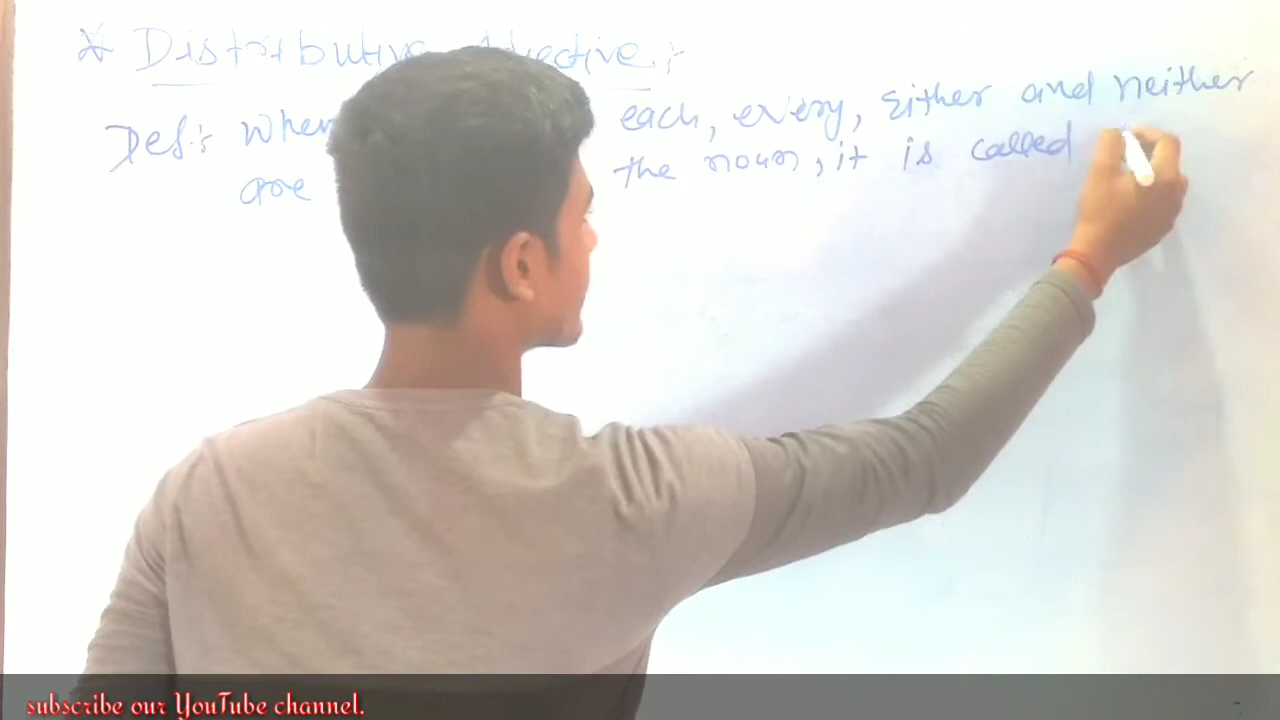 * Distributive Adjective :-
Def:: When each, every, Either and neither
are the noun, it is called
subscribe our YouTube channel.